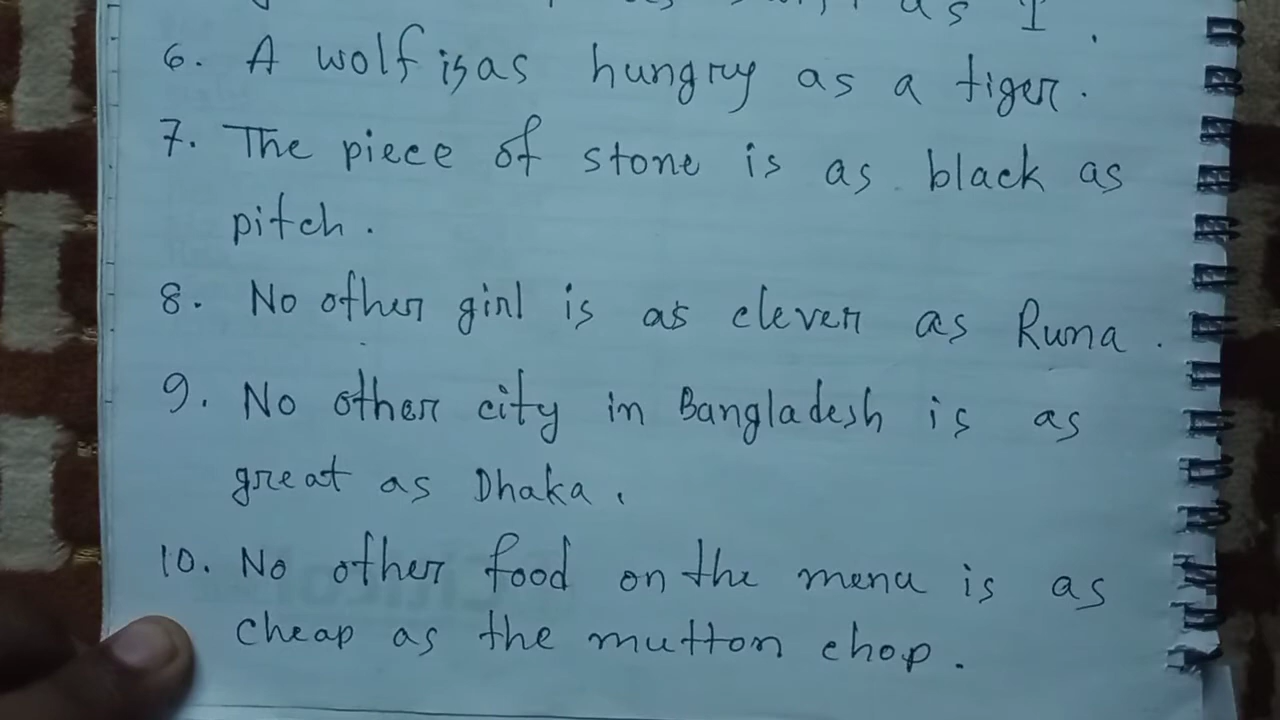 as I.
6. A wolf is as hungry as a tiger.
7. The piece of stone is as black as
pitch.
8. No other girl is as clever as Runa.
9. No other city in Bangladesh is as
great as Dhaka.
10. No other food on the menu is as
cheap as the mutton chop.